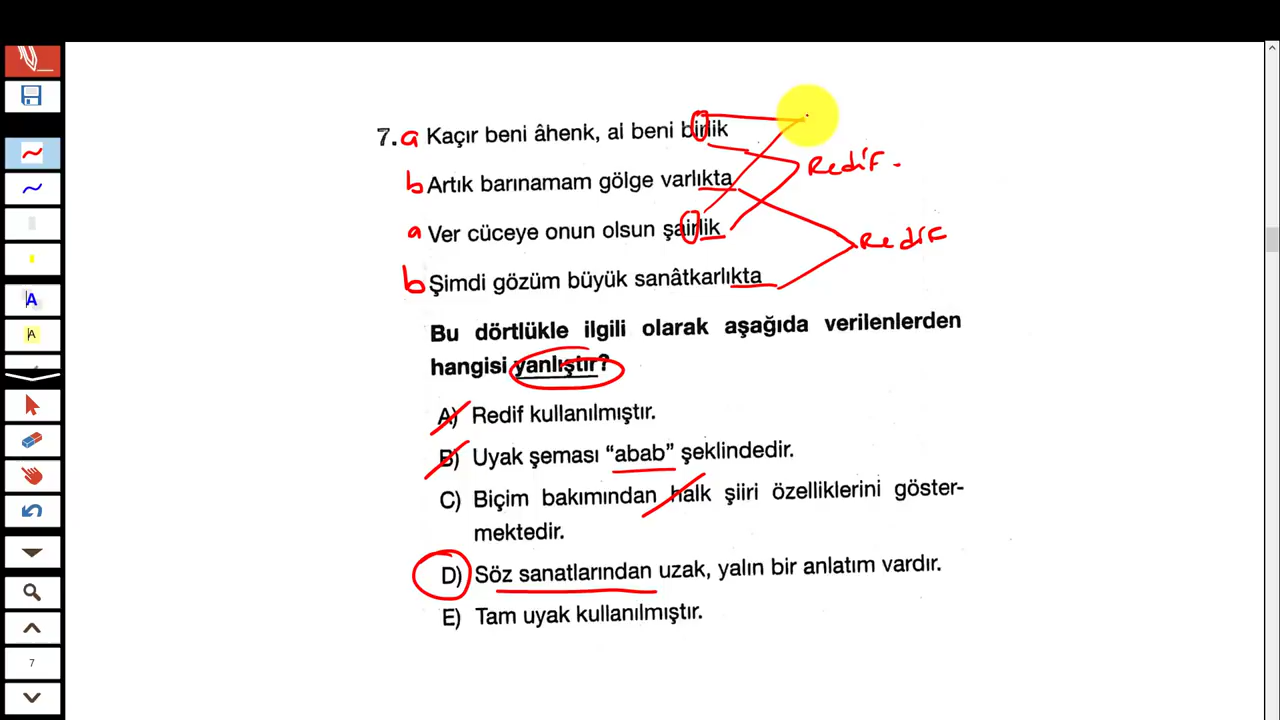 7. a Kaçır beni âhenk, al beni birlik
b Artık barınamam gölge varlıkta
Redif.
a Ver cüceye onun olsun şairlik
Redif
b Şimdi gözüm büyük sanâtkarlıkta
Bu dörtlükle ilgili olarak aşağıda verilenlerden
hangisi yanlıştır?
A) Redif kullanılmıştır.
B) Uyak şeması “abab” şeklindedir.
C) Biçim bakımından halk şiiri özelliklerini göster-
mektedir.
D) Söz sanatlarından uzak, yalın bir anlatım vardır.
E) Tam uyak kullanılmıştır.
A
A
7